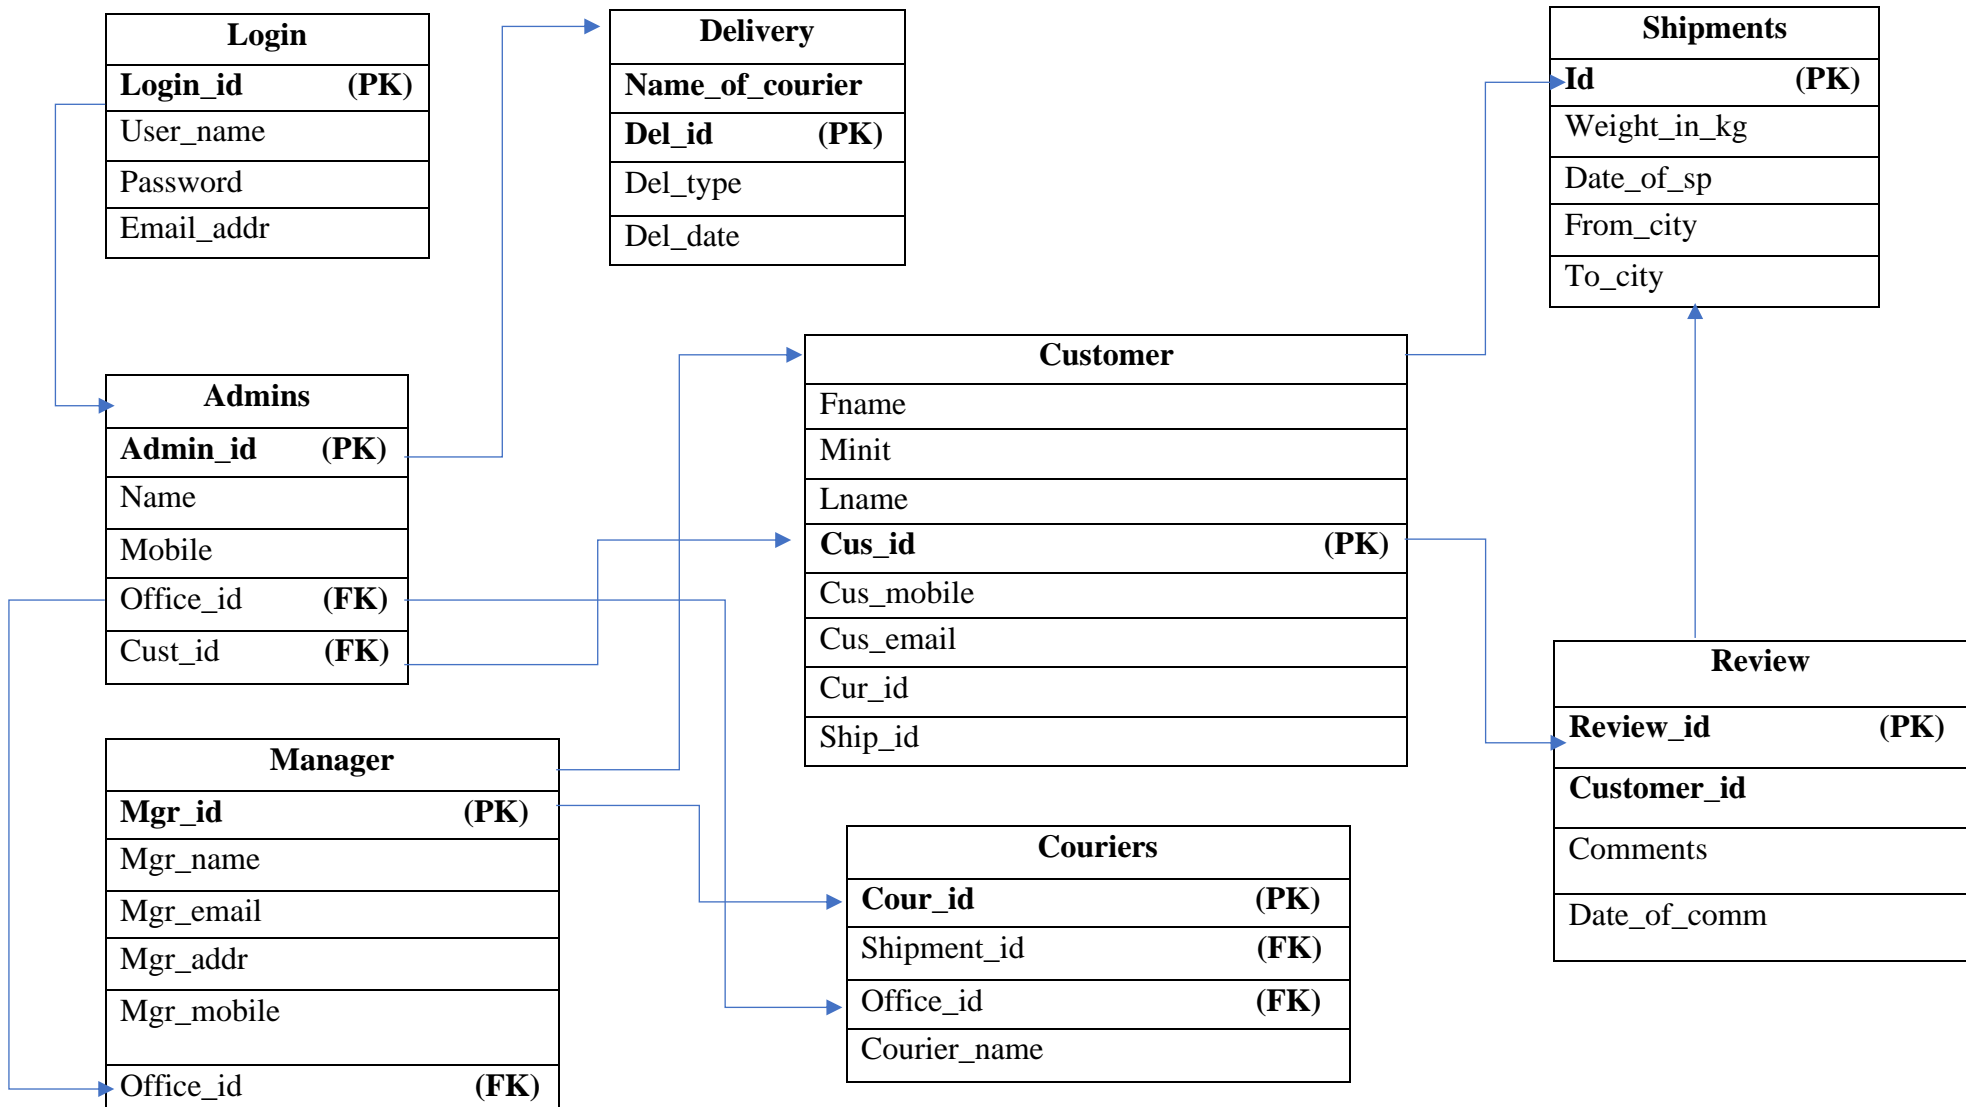 Login
Login_id (PK)
User_name
Password
Email_addr
Delivery
Name_of_courier
Del_id (PK)
Del_type
Del_date
Shipments
Id (PK)
Weight_in_kg
Date_of_sp
From_city
To_city
Admins
Admin_id (PK)
Name
Mobile
Office_id (FK)
Cust_id (FK)
Customer
Fname
Minit
Lname
Cus_id (PK)
Cus_mobile
Cus_email
Cur_id
Ship_id
Review
Review_id (PK)
Customer_id
Comments
Date_of_comm
Manager
Mgr_id (PK)
Mgr_name
Mgr_email
Mgr_addr
Mgr_mobile
Office_id (FK)
Couriers
Cour_id (PK)
Shipment_id (FK)
Office_id (FK)
Courier_name